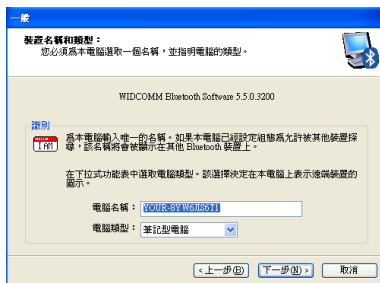 一般
裝置名稱和類型：
您必須為本電腦選取一個名稱，並指明電腦的類型。
WIDCOMM Bluetooth Software 5.5.0.3200
識別
為本電腦輸入唯一的名稱。如果本電腦已經設定組態為允許被其他裝置探
尋，該名稱將會被顯示在其他 Bluetooth 裝置上。
在下拉式功能表中選取電腦類型。該選擇決定在本電腦上表示遠端裝置的
圖示。
電腦名稱：
電腦類型： 筆記型電腦
<上一步(B) 下一步(N)> 取消